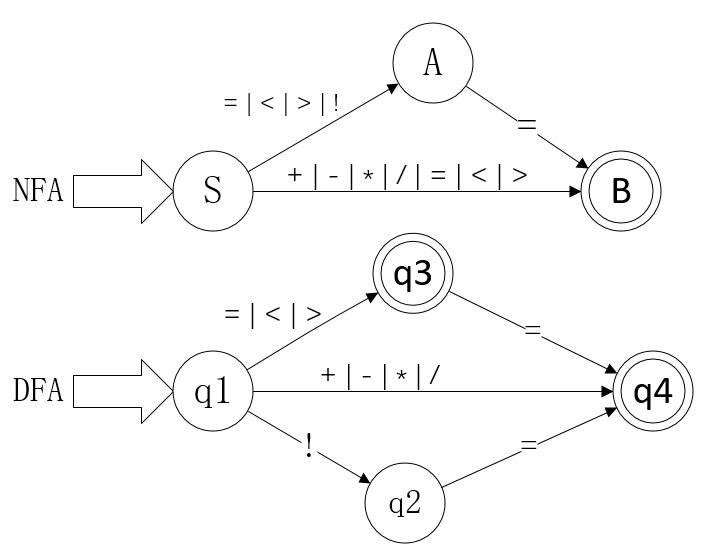 A
=|<|>|!
=
NFA
S
+|-|*|/|=|<|>
B
q3
=|<|>
=
DFA
q1
+|-|*|/
q4
!
=
q2